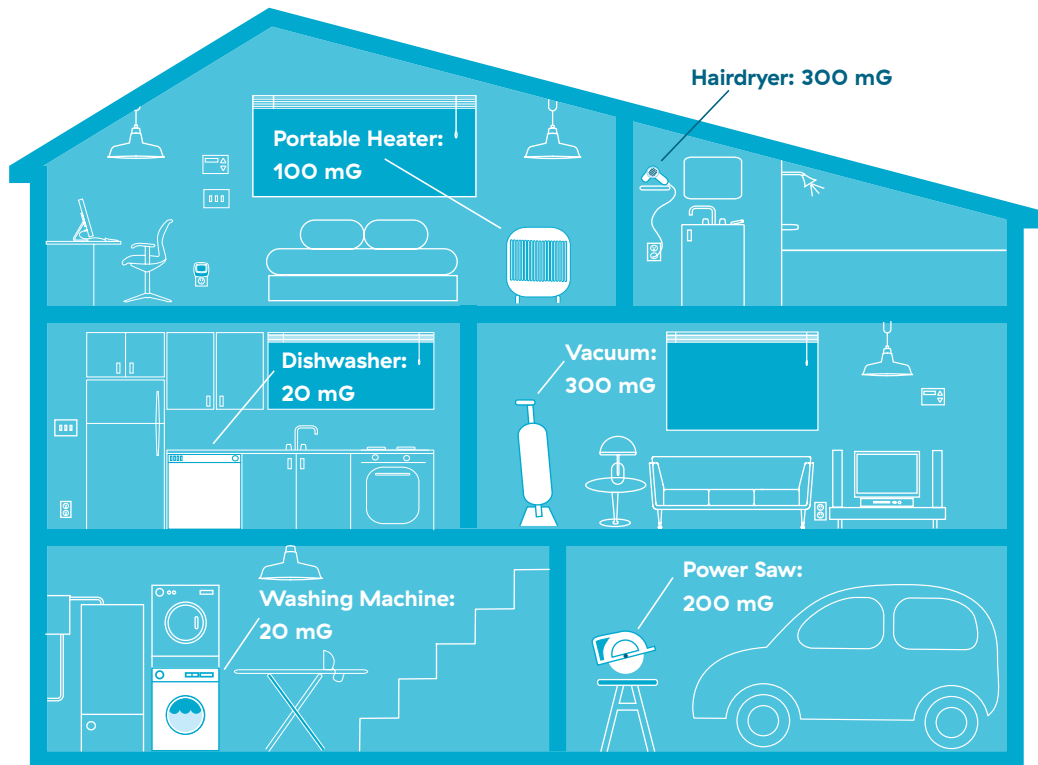 Hairdryer: 300 mG
Portable Heater:
100 mG
Dishwasher:
20 mG
Vacuum:
300 mG
Washing Machine:
20 mG
Power Saw:
200 mG